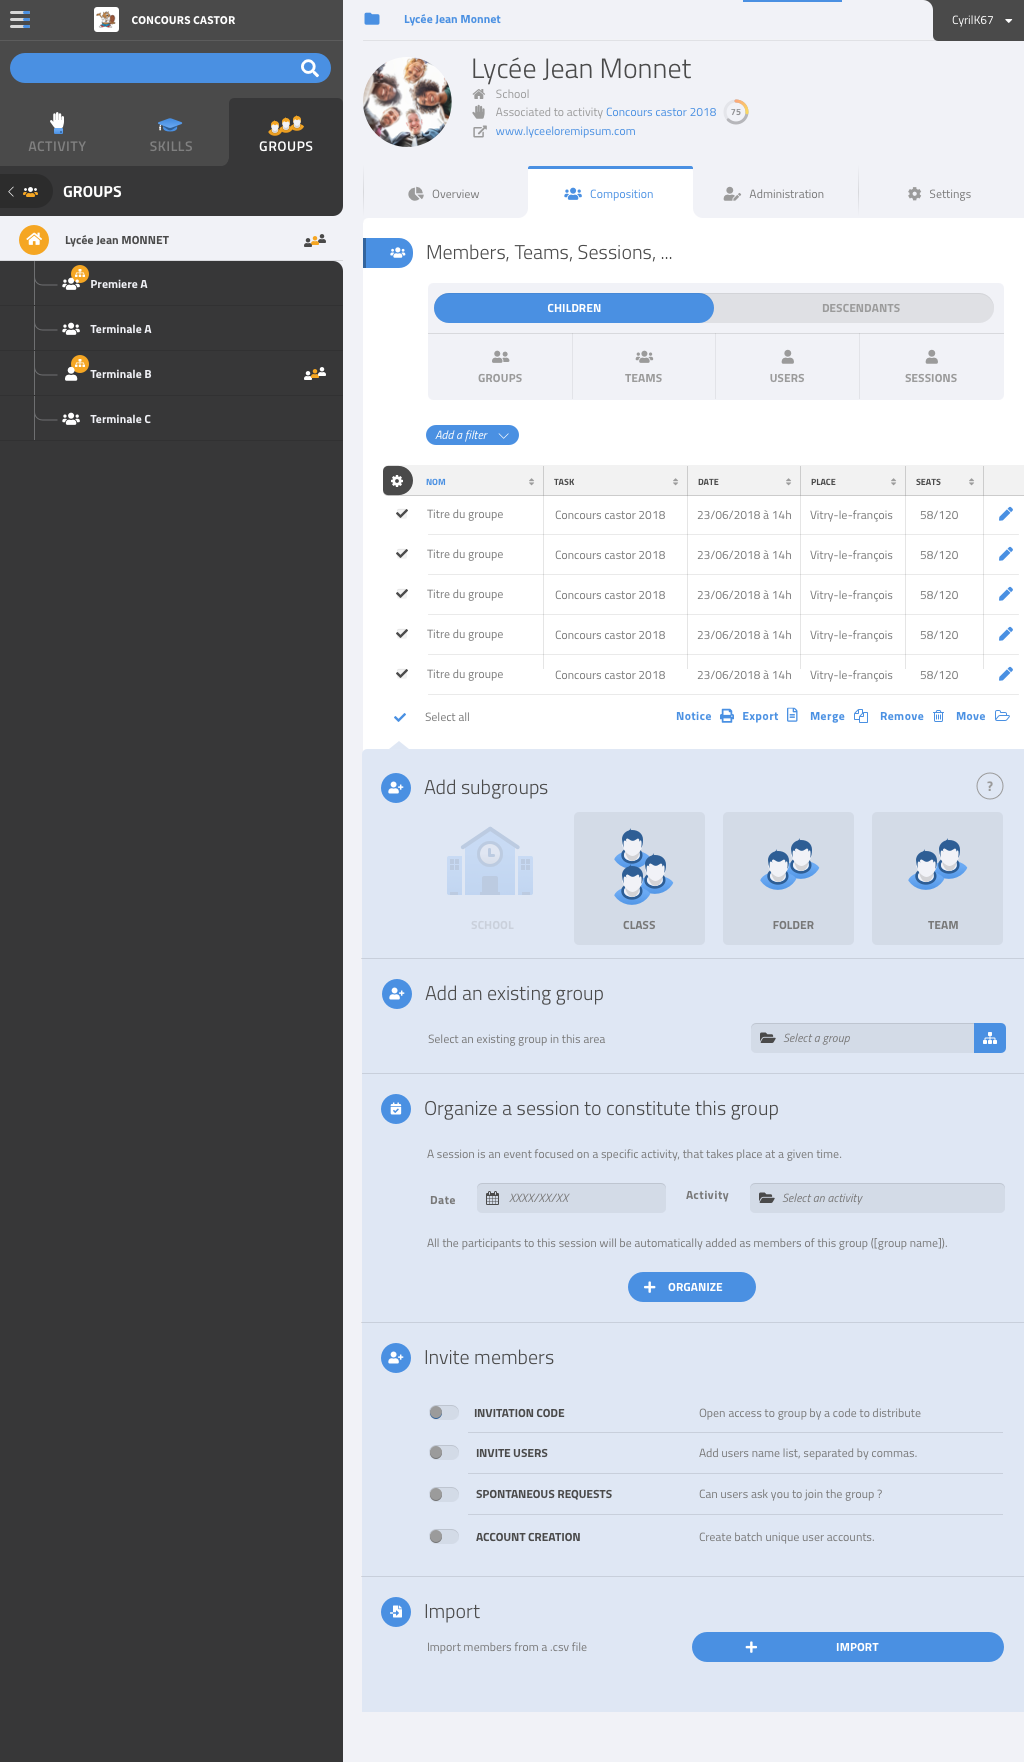 CONCOURS CASTOR
Lycée Jean Monnet
CyrilK67
ACTIVITY
SKILLS
GROUPS
GROUPS
Lycée Jean MONNET
Premiere A
Terminale A
Terminale B
Terminale C
Lycée Jean Monnet
School
Associated to activity Concours castor 2018 75
www.lyceeloremipsum.com
Overview
Composition
Administration
Settings
Members, Teams, Sessions, ...
CHILDREN DESCENDANTS
GROUPS TEAMS USERS SESSIONS
Add a filter
NOM TASK DATE PLACE SEATS
Titre du groupe Concours castor 2018 23/06/2018 à 14h Vitry-le-françois 58/120
Titre du groupe Concours castor 2018 23/06/2018 à 14h Vitry-le-françois 58/120
Titre du groupe Concours castor 2018 23/06/2018 à 14h Vitry-le-françois 58/120
Titre du groupe Concours castor 2018 23/06/2018 à 14h Vitry-le-françois 58/120
Titre du groupe Concours castor 2018 23/06/2018 à 14h Vitry-le-françois 58/120
Select all Notice Export Merge Remove Move
Add subgroups ?
SCHOOL CLASS FOLDER TEAM
Add an existing group
Select an existing group in this area Select a group
Organize a session to constitute this group
A session is an event focused on a specific activity, that takes place at a given time.
Date XXXX/XX/XX Activity Select an activity
All the participants to this session will be automatically added as members of this group ([group name]).
ORGANIZE
Invite members
INVITATION CODE Open access to group by a code to distribute
INVITE USERS Add users name list, separated by commas.
SPONTANEOUS REQUESTS Can users ask you to join the group ?
ACCOUNT CREATION Create batch unique user accounts.
Import
Import members from a .csv file IMPORT